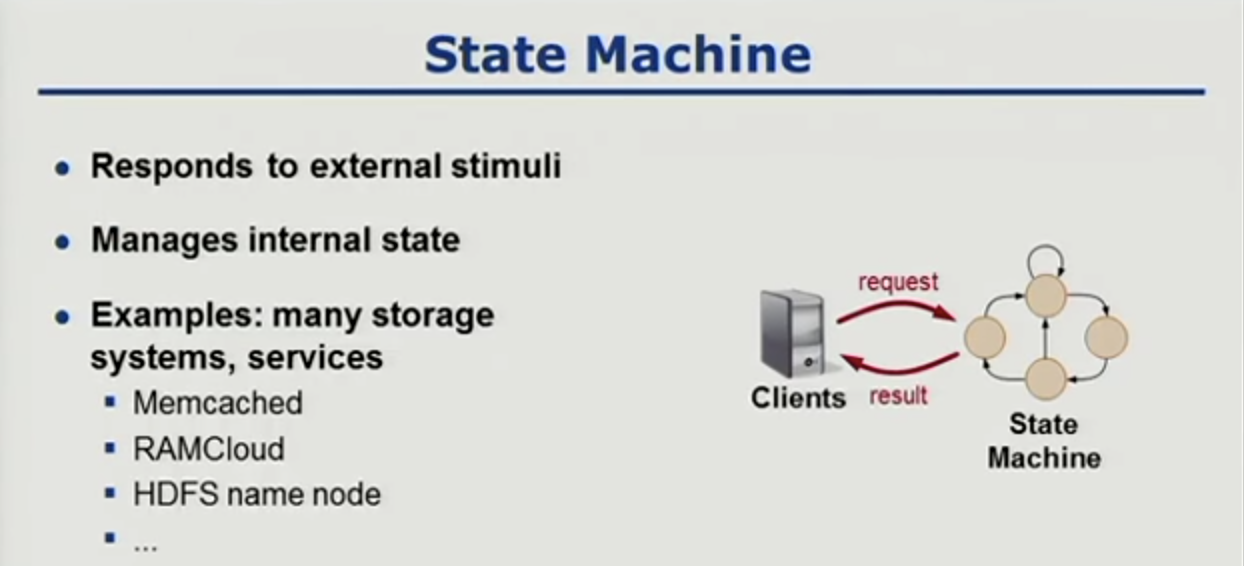 State Machine
Responds to external stimuli
Manages internal state
Examples: many storage
systems, services
Memcached
RAMCloud
HDFS name node
...
request
Clients
result
State
Machine